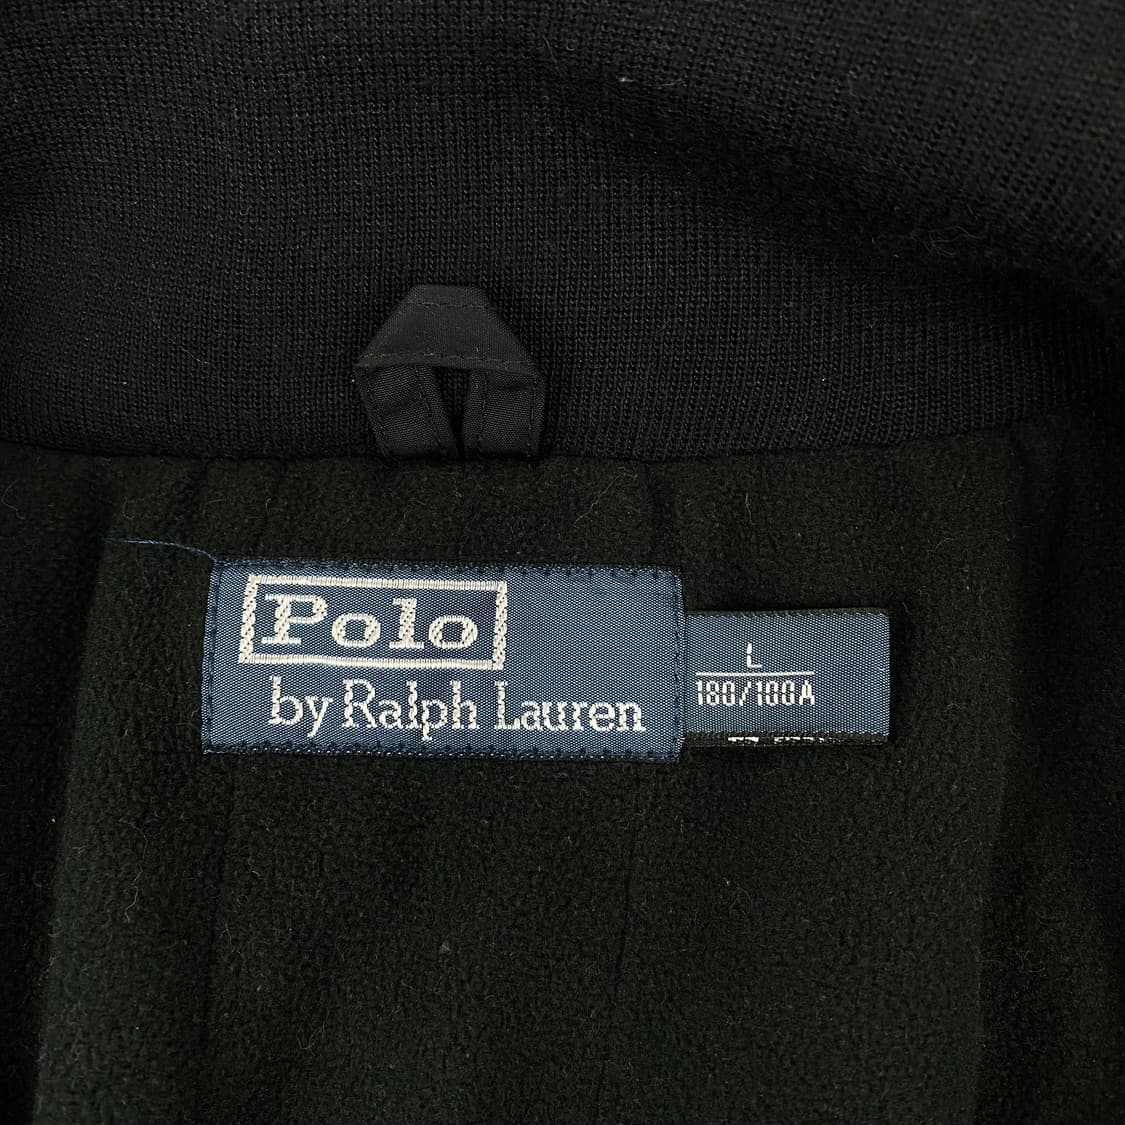 Polo
by Ralph Lauren
L
180/100A